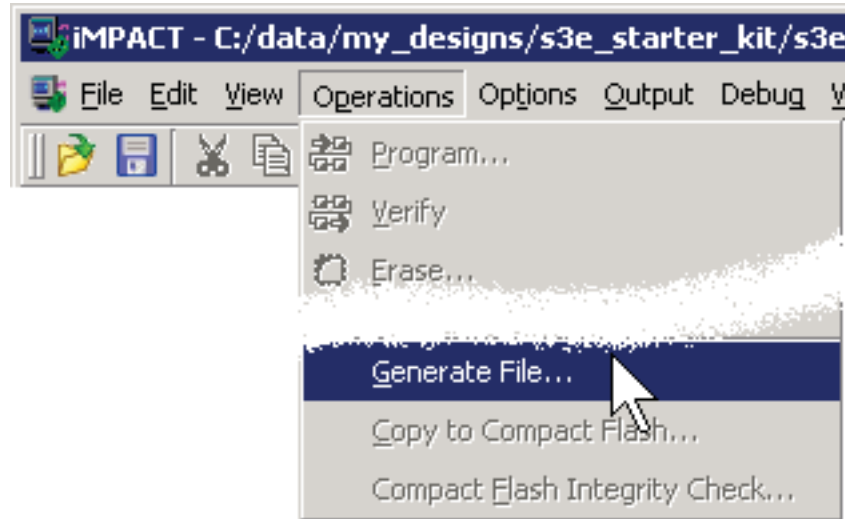 iMPACT - C:/data/my_designs/s3e_starter_kit/s3e
File Edit View Operations Options Output Debug
Program...
Verify
Erase...
Generate File...
Copy to Compact Flash...
Compact Flash Integrity Check...